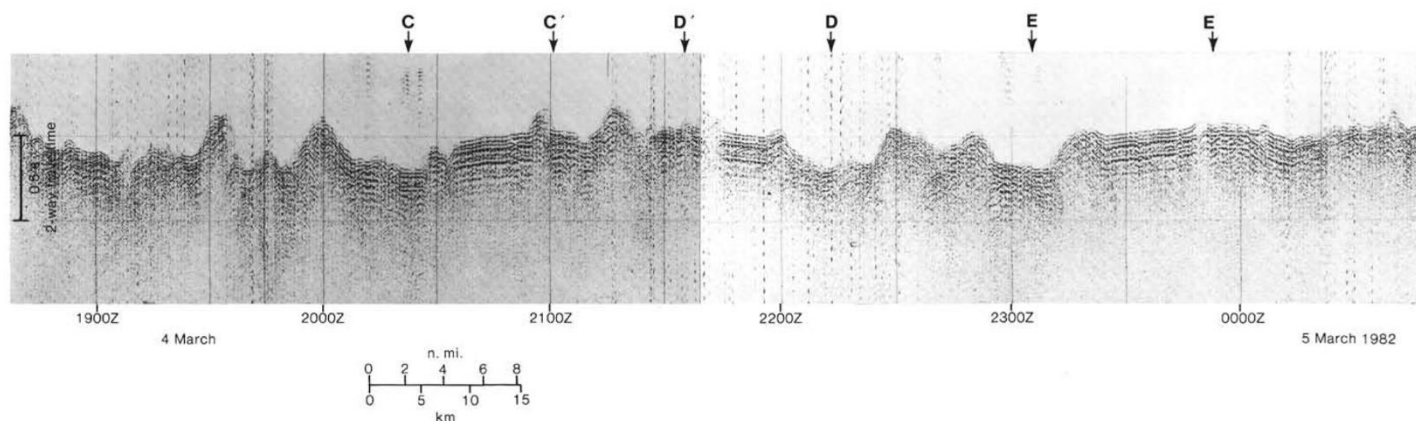 C C´ D´ D E E
0.5 s
2-way traveltime
1900Z 2000Z 2100Z 2200Z 2300Z 0000Z
4 March 5 March 1982
n. mi.
0 2 4 6 8
0 5 10 15
km